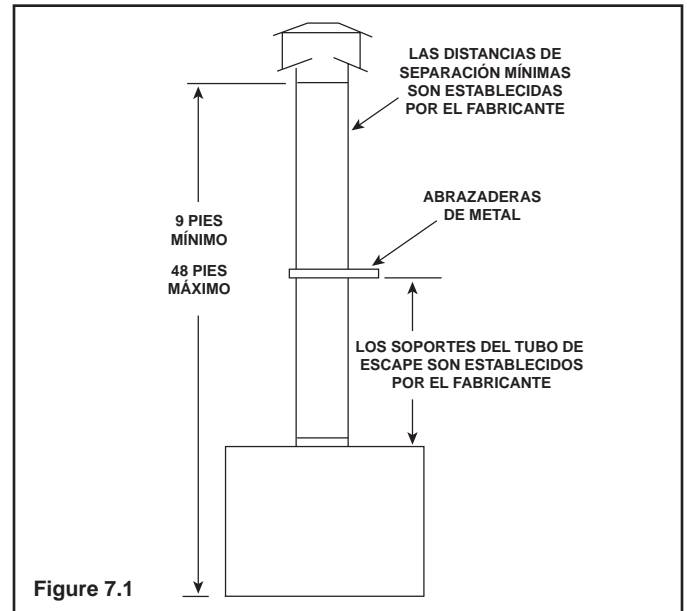 LAS DISTANCIAS DE
SEPARACIÓN MÍNIMAS
SON ESTABLECIDAS
POR EL FABRICANTE
ABRAZADERAS
DE METAL
9 PIES
MÍNIMO
48 PIES
MÁXIMO
LOS SOPORTES DEL TUBO DE
ESCAPE SON ESTABLECIDOS
POR EL FABRICANTE
Figure 7.1